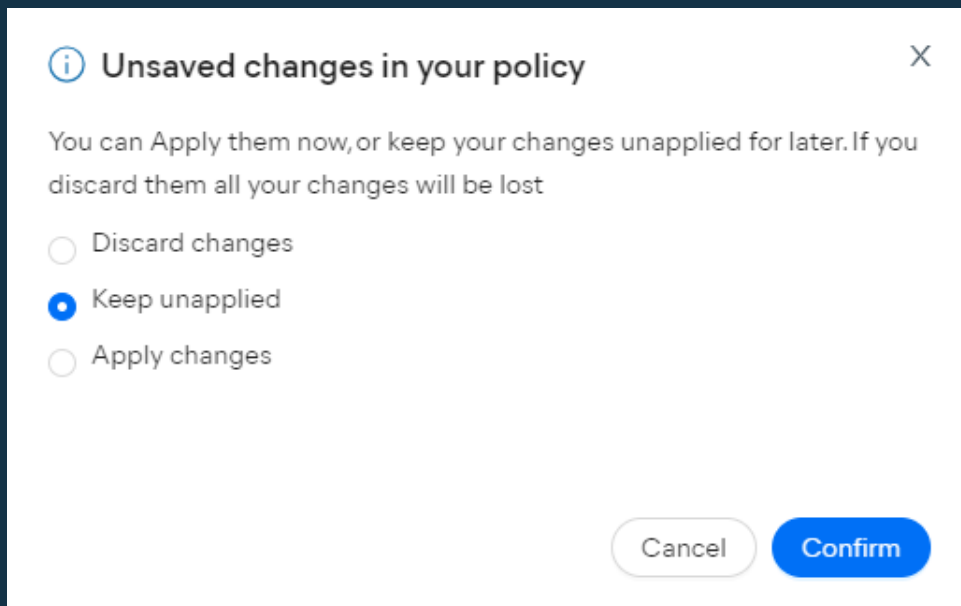 Unsaved changes in your policy
X
You can Apply them now, or keep your changes unapplied for later. If you
discard them all your changes will be lost
Discard changes
Keep unapplied
Apply changes
Cancel
Confirm